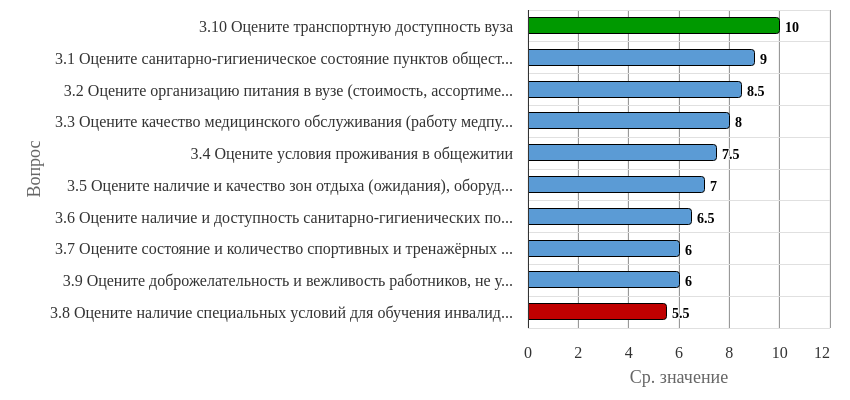 3.10 Оцените транспортную доступность вуза
10
3.1 Оцените санитарно-гигиеническое состояние пунктов общест...
9
3.2 Оцените организацию питания в вузе (стоимость, ассортиме...
8.5
3.3 Оцените качество медицинского обслуживания (работу медпу...
8
3.4 Оцените условия проживания в общежитии
7.5
3.5 Оцените наличие и качество зон отдыха (ожидания), оборуд...
7
3.6 Оцените наличие и доступность санитарно-гигиенических по...
6.5
3.7 Оцените состояние и количество спортивных и тренажёрных ...
6
3.9 Оцените доброжелательность и вежливость работников, не у...
6
3.8 Оцените наличие специальных условий для обучения инвалид...
5.5
Вопрос
0 2 4 6 8 10 12
Ср. значение